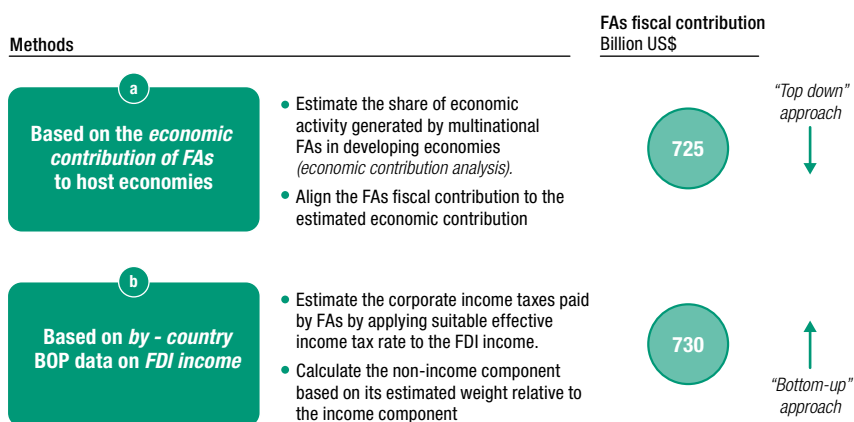 Methods
FAs fiscal contribution
Billion US$
a
Based on the economic
contribution of FAs
to host economies
• Estimate the share of economic
activity generated by multinational
FAs in developing economies
(economic contribution analysis).
• Align the FAs fiscal contribution to the
estimated economic contribution
725
“Top down”
approach
b
Based on by - country
BOP data on FDI income
• Estimate the corporate income taxes paid
by FAs by applying suitable effective
income tax rate to the FDI income.
• Calculate the non-income component
based on its estimated weight relative to
the income component
730
“Bottom-up”
approach